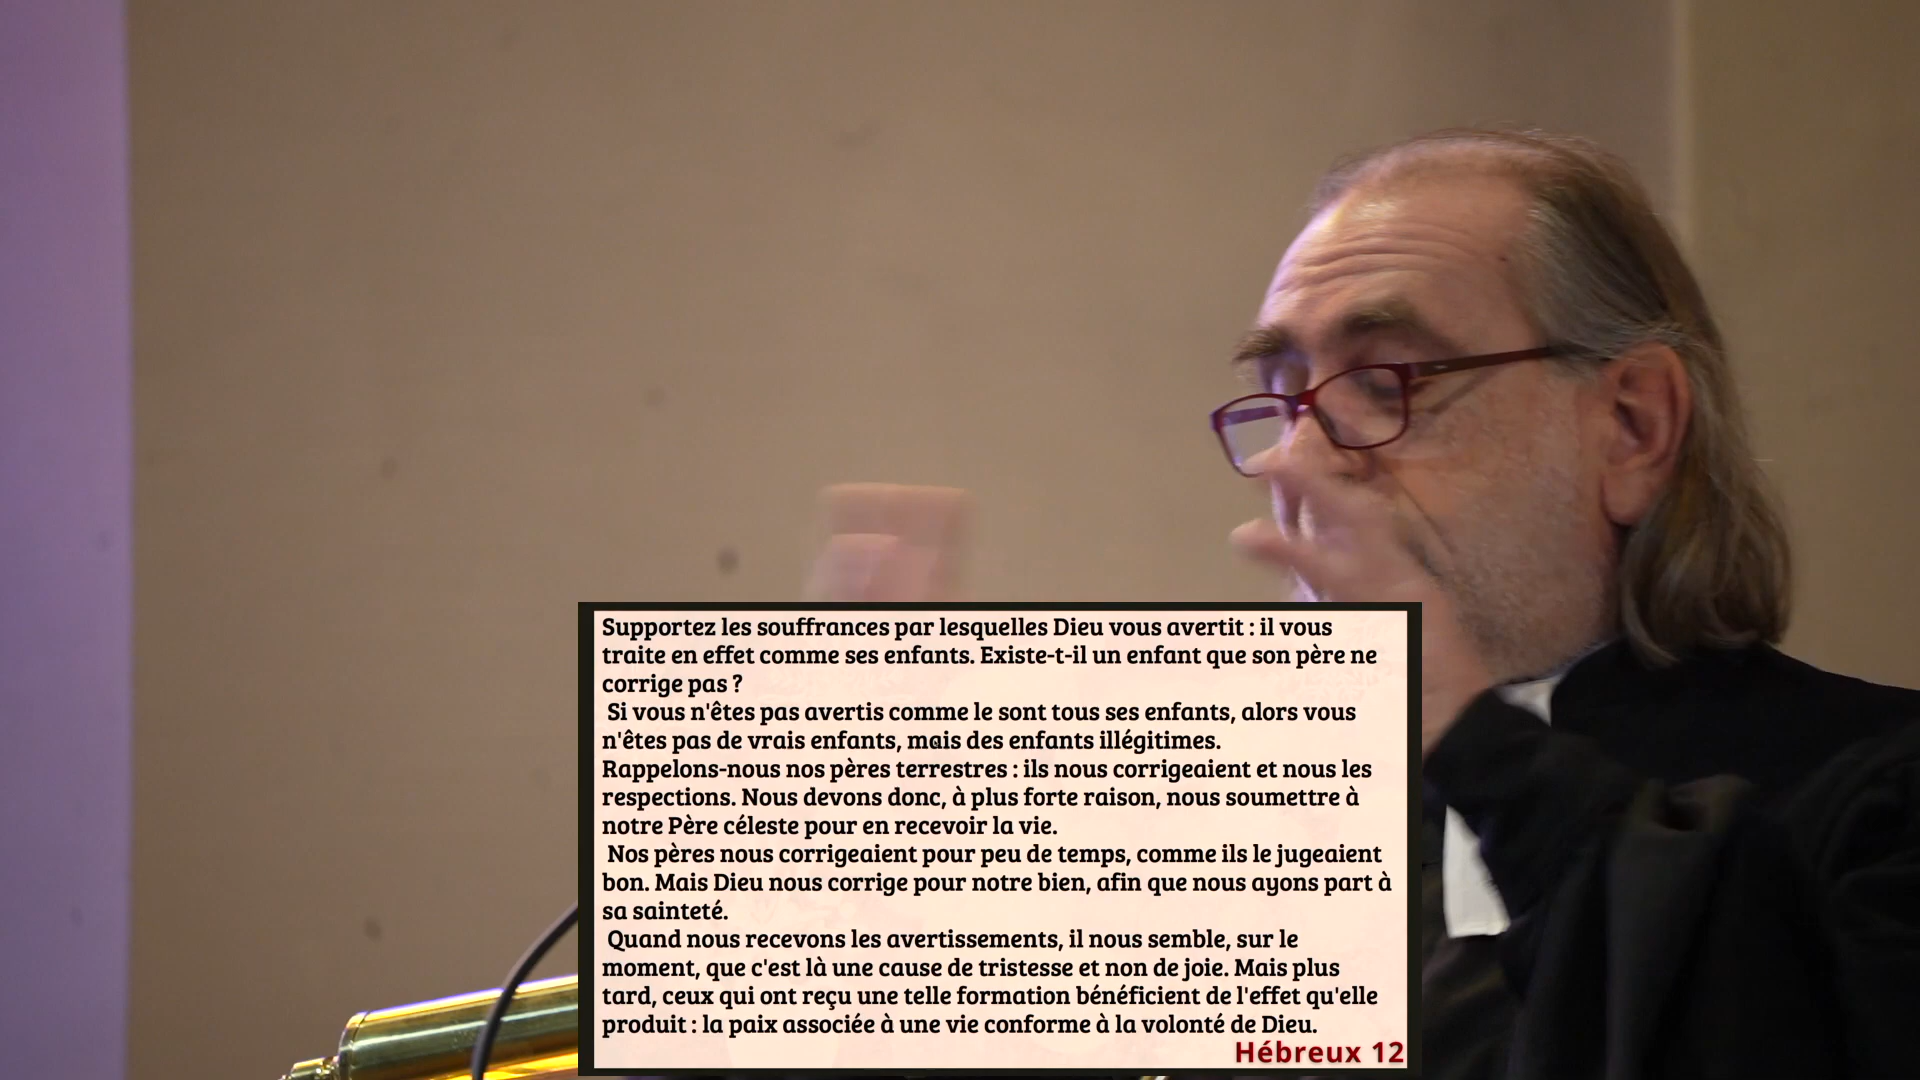 Supportez les souffrances par lesquelles Dieu vous avertit : il vous
traite en effet comme ses enfants. Existe-t-il un enfant que son père ne
corrige pas ?
Si vous n'êtes pas avertis comme le sont tous ses enfants, alors vous
n'êtes pas de vrais enfants, mais des enfants illégitimes.
Rappelons-nous nos pères terrestres : ils nous corrigeaient et nous les
respections. Nous devons donc, à plus forte raison, nous soumettre à
notre Père céleste pour en recevoir la vie.
Nos pères nous corrigeaient pour peu de temps, comme ils le jugeaient
bon. Mais Dieu nous corrige pour notre bien, afin que nous ayons part à
sa sainteté.
Quand nous recevons les avertissements, il nous semble, sur le
moment, que c'est là une cause de tristesse et non de joie. Mais plus
tard, ceux qui ont reçu une telle formation bénéficient de l'effet qu'elle
produit : la paix associée à une vie conforme à la volonté de Dieu.
Hébreux 12